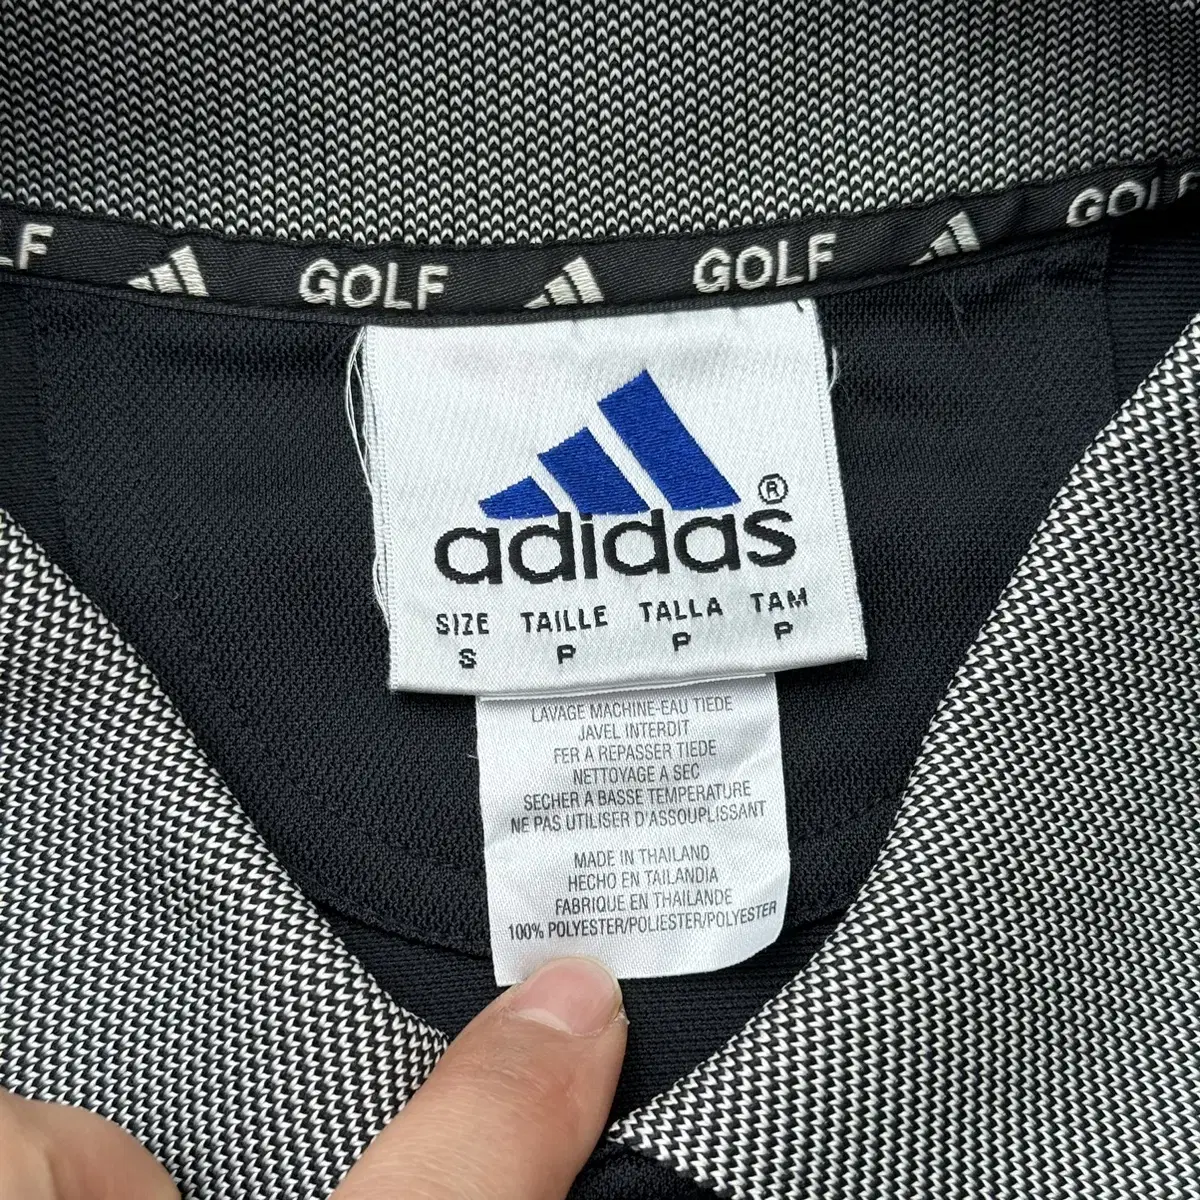 LF GOLF GOLF GOLF
adidas®
SIZE TAILLE TALLA TAM
S P P P
LAVAGE MACHINE-EAU TIEDE
JAVEL INTERDIT
FER A REPASSER TIEDE
NETTOYAGE A SEC
SECHER A BASSE TEMPERATURE
NE PAS UTILISER D'ASSOUPLISSANT
MADE IN THAILAND
HECHO EN TAILANDIA
FABRIQUE EN THAILANDE
100% POLYESTER/POLIESTER/POLYESTER